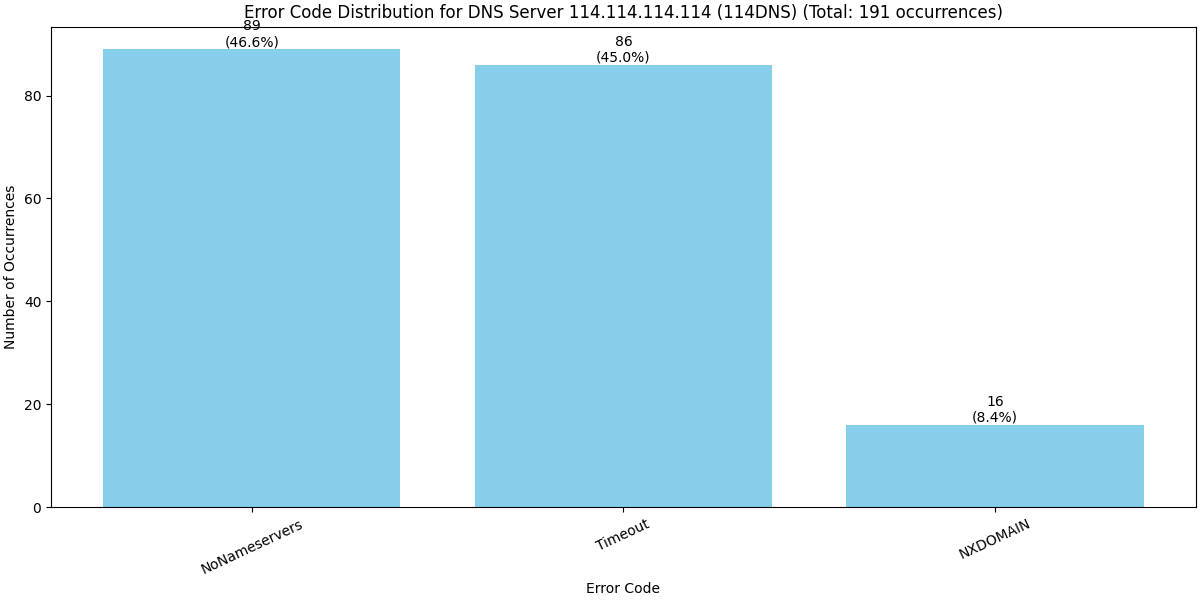 Error Code Distribution for DNS Server 114.114.114.114 (114DNS) (Total: 191 occurrences)
89
(46.6%)
86
(45.0%)
16
(8.4%)
80
60
40
20
0
Number of Occurrences
NoNameservers
Timeout
NXDOMAIN
Error Code